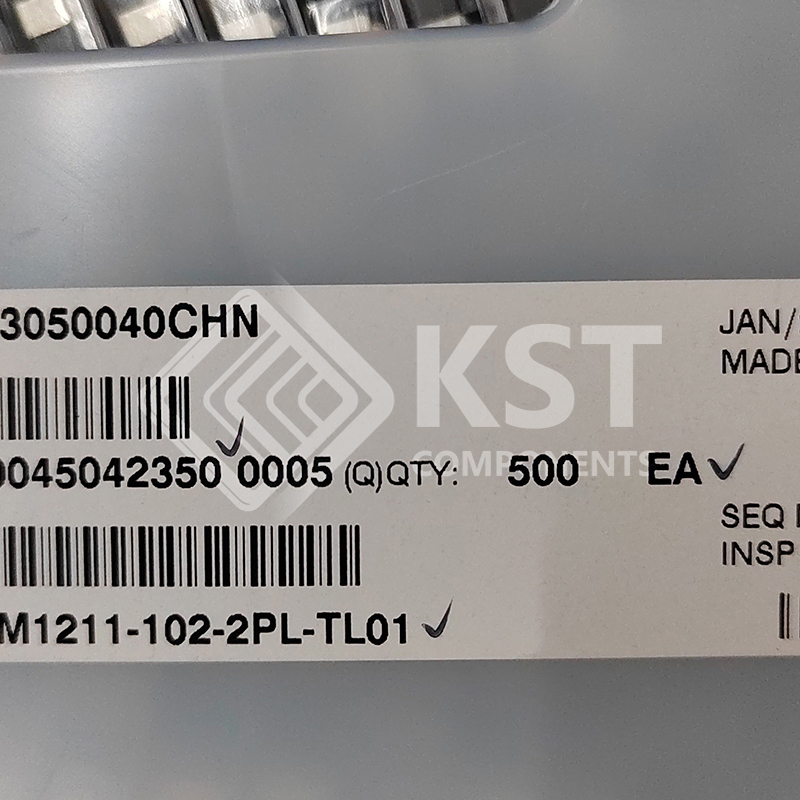 3050040CHN
JAN/
MADE
KST
COMPONENTS
0045042350 0005 (Q)QTY: 500 EA
SEQ
INSP
M1211-102-2PL-TL01